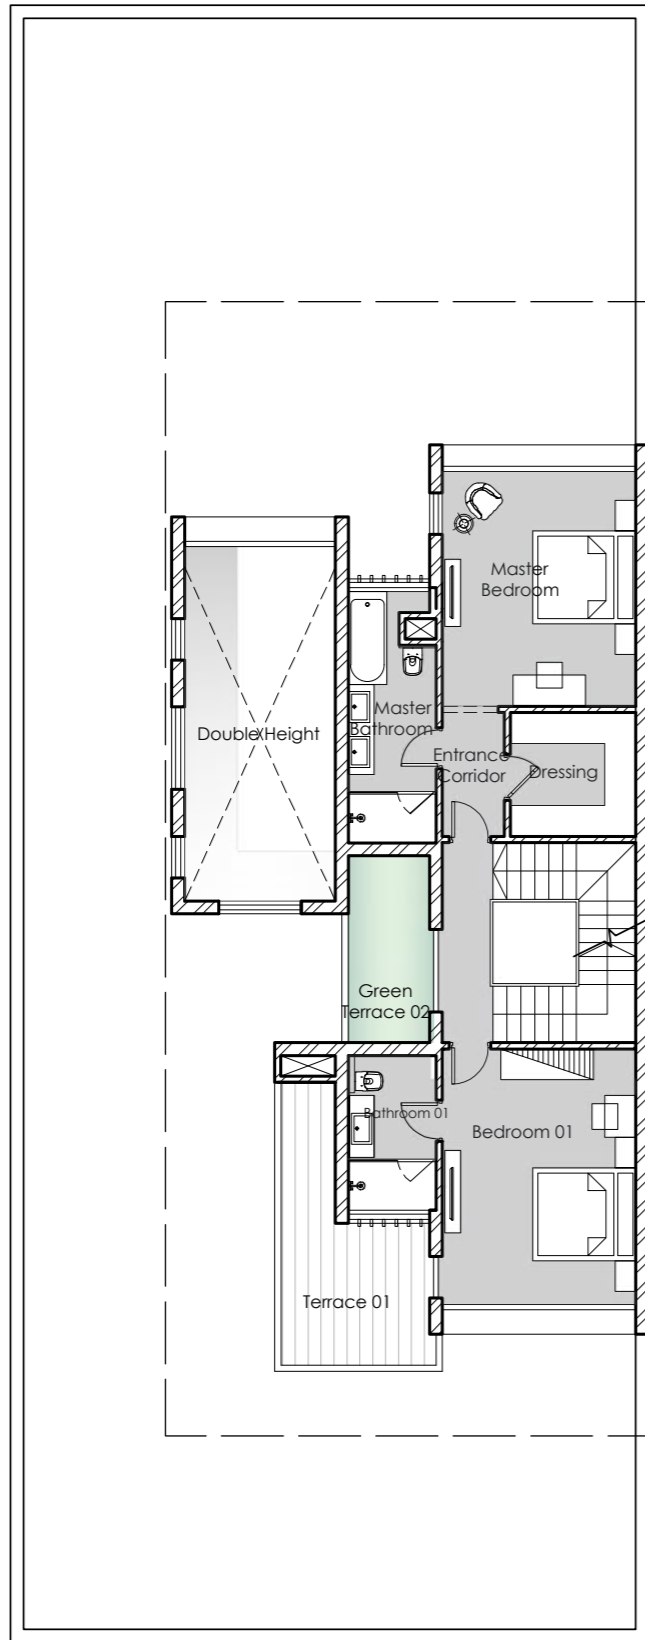 Master
Bedroom
Master
Bathroom
Double Height
Entrance
Corridor
Dressing
Green
Terrace 02
Bathroom 01
Bedroom 01
Terrace 01